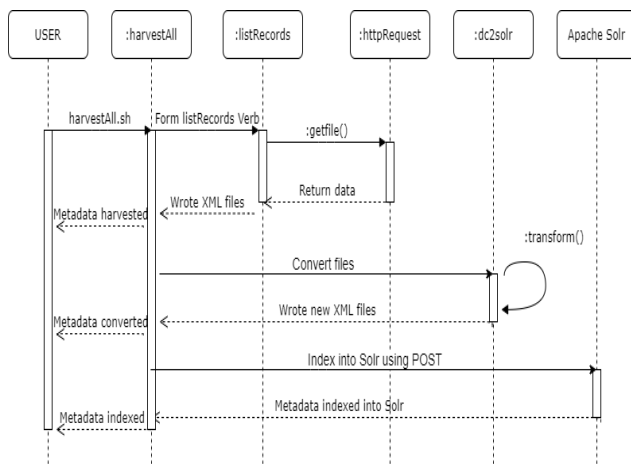 USER
:harvestAll
:listRecords
:httpRequest
:dc2solr
Apache Solr
harvestAll.sh
Form listRecords Verb
:getfile()
Return data
Wrote XML files
Metadata harvested
:transform()
Convert files
Wrote new XML files
Metadata converted
Index into Solr using POST
Metadata indexed into Solr
Metadata indexed